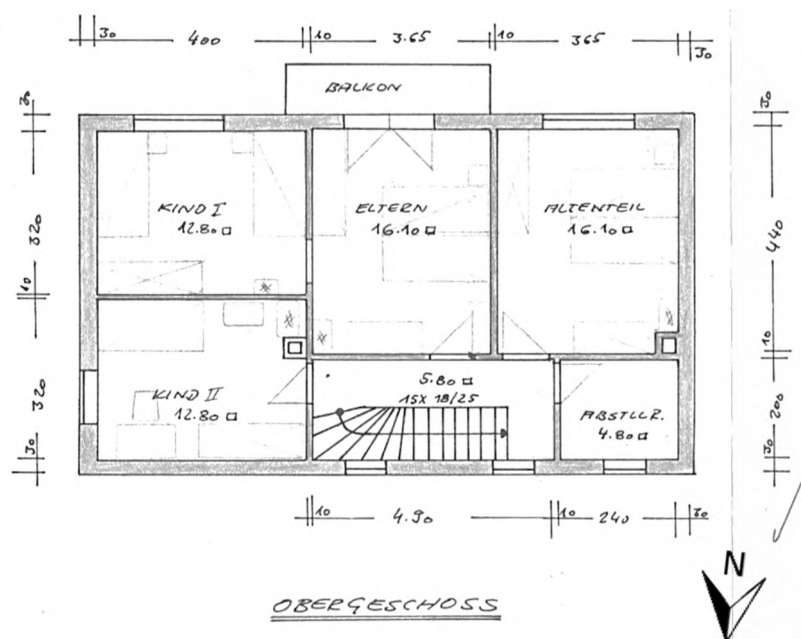 30 400 10 3.65 10 365 30
BALKON
30 30
KIND I
12.80
ELTERN
16.10
ALTENTEIL
16.10
320 440
10
10
KIND II
12.80
5.80
15X 18/25
ABSTELLR.
4.80
320 200
30 30
10 4.90 10 240 30
N
OBERGESCHOSS